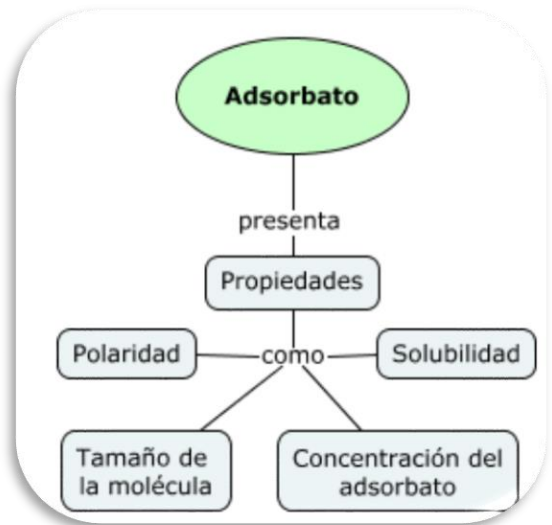 Adsorbato
presenta
Propiedades
Polaridad
como
Solubilidad
Tamaño de
la molécula
Concentración del
adsorbato